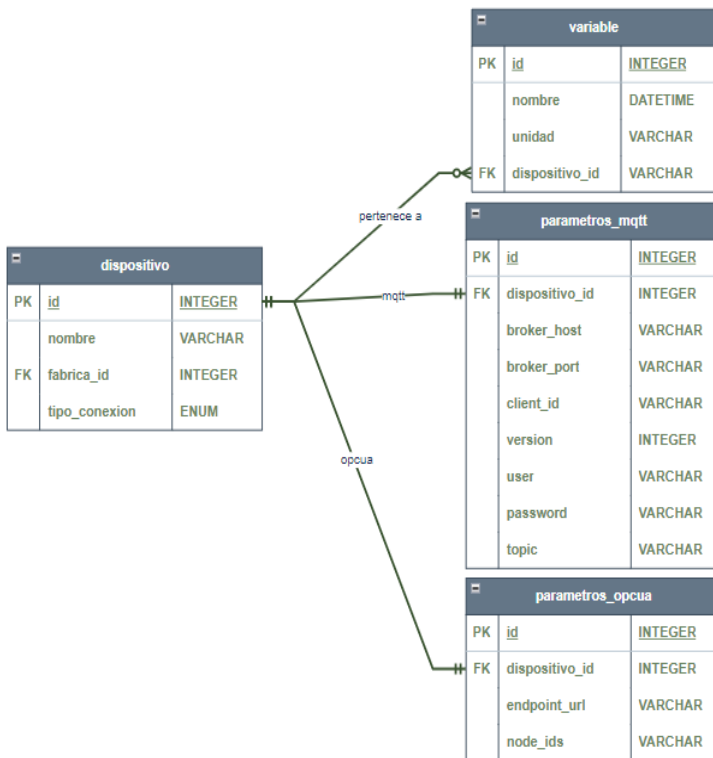 variable
PK id INTEGER
nombre DATETIME
unidad VARCHAR
FK dispositivo_id VARCHAR
pertenece a
parametros_mqtt
PK id INTEGER
FK dispositivo_id INTEGER
broker_host VARCHAR
broker_port VARCHAR
client_id VARCHAR
version INTEGER
user VARCHAR
password VARCHAR
topic VARCHAR
dispositivo
PK id INTEGER
nombre VARCHAR
FK fabrica_id INTEGER
tipo_conexion ENUM
mqtt
opcua
parametros_opcua
PK id INTEGER
FK dispositivo_id INTEGER
endpoint_url VARCHAR
node_ids VARCHAR